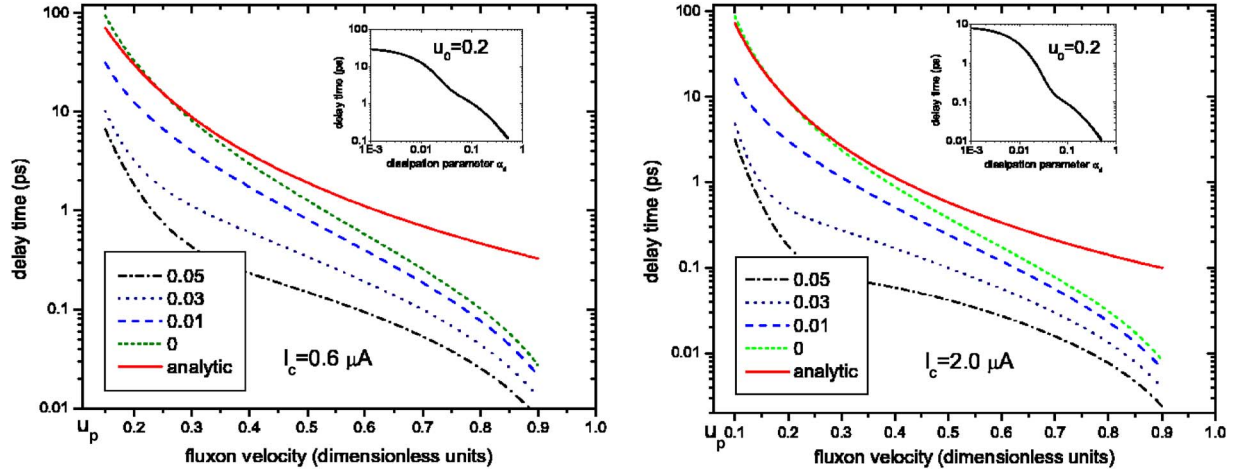 100
10
1
0.1
0.01
delay time (ps)
u_p
0.2
0.3
0.4
0.5
0.6
0.7
0.8
0.9
1.0
fluxon velocity (dimensionless units)
0.05
0.03
0.01
0
analytic
I_c=0.6 μA
u_0=0.2
100
10
1
0.1
delay time (ps)
1E-3
0.01
0.1
1
dissipation parameter α_d
100
10
1
0.1
0.01
delay time (ps)
u_p
0.1
0.2
0.3
0.4
0.5
0.6
0.7
0.8
0.9
1.0
fluxon velocity (dimensionless units)
0.05
0.03
0.01
0
analytic
I_c=2.0 μA
u_0=0.2
10
1
0.1
0.01
delay time (ps)
1E-3
0.01
0.1
1
dissipation parameter α_d